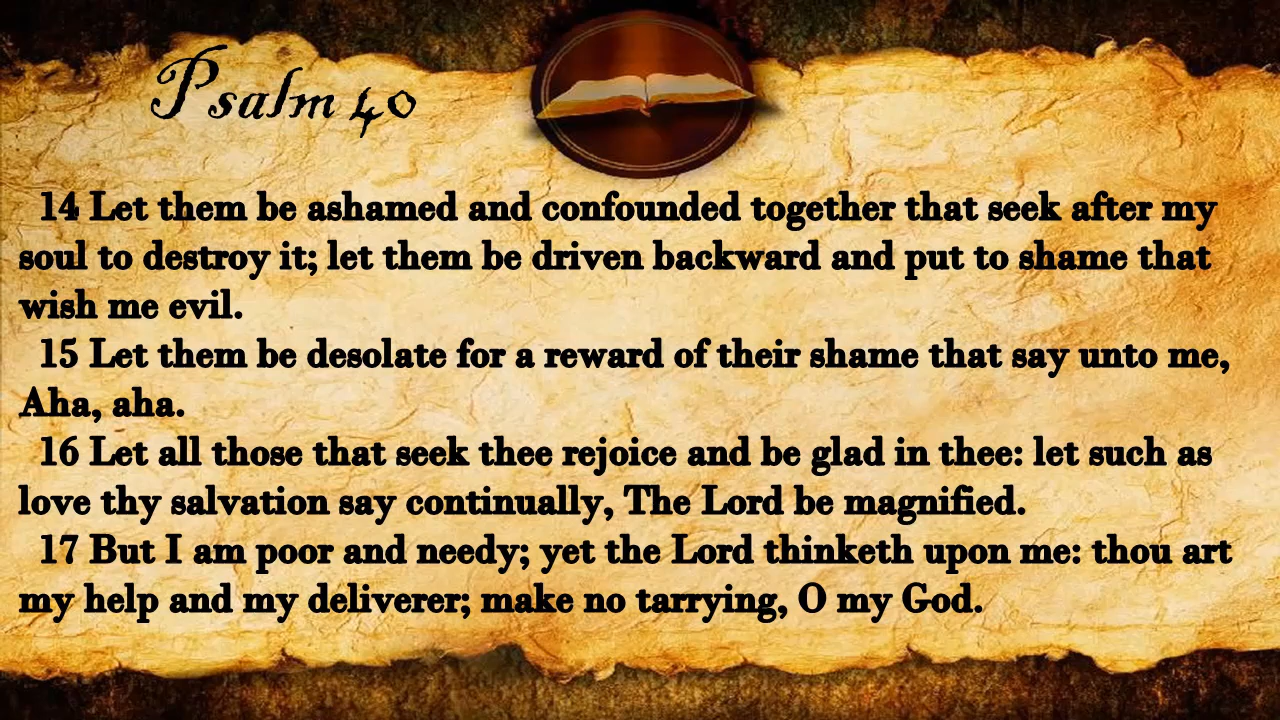 Psalm 40
14 Let them be ashamed and confounded together that seek after my
soul to destroy it; let them be driven backward and put to shame that
wish me evil.
15 Let them be desolate for a reward of their shame that say unto me,
Aha, aha.
16 Let all those that seek thee rejoice and be glad in thee: let such as
love thy salvation say continually, The Lord be magnified.
17 But I am poor and needy; yet the Lord thinketh upon me: thou art
my help and my deliverer; make no tarrying, O my God.